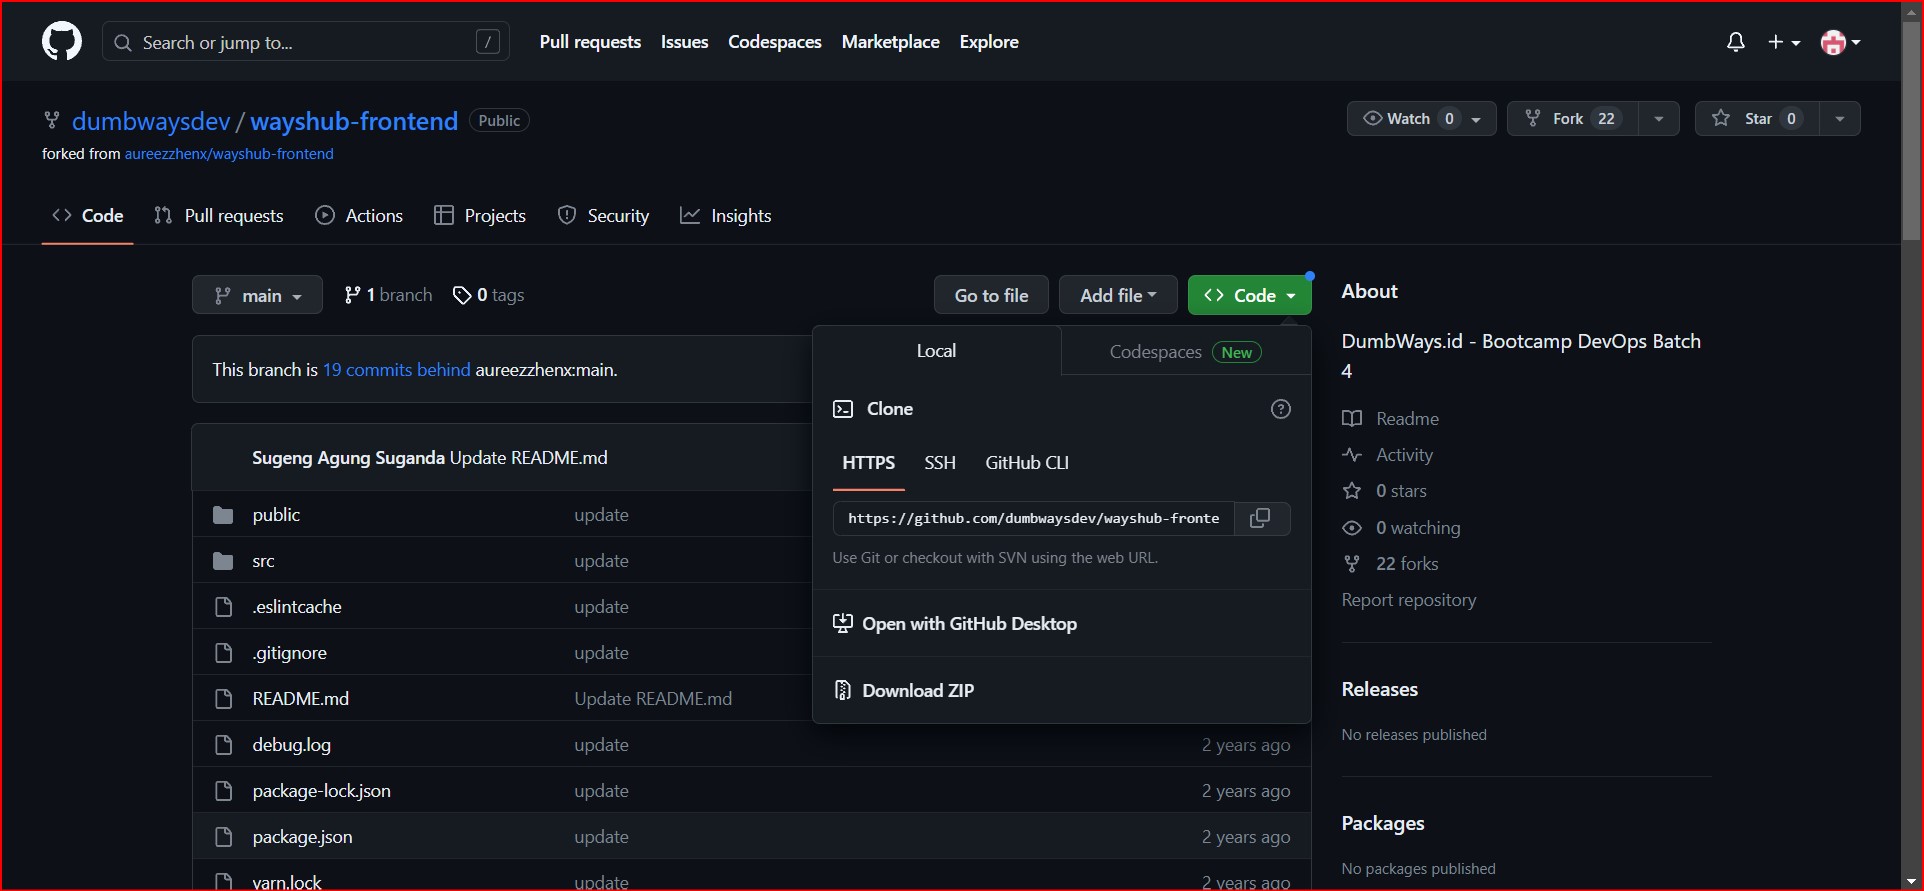 Search or jump to... /
Pull requests Issues Codespaces Marketplace Explore
dumbwaysdev / wayshub-frontend Public
forked from aureezzhenx/wayshub-frontend
Watch 0 Fork 22 Star 0
Code Pull requests Actions Projects Security Insights
main 1 branch 0 tags
Go to file Add file Code
This branch is 19 commits behind aureezzhenx:main.
Sugeng Agung Suganda Update README.md
public update
src update
.eslintcache update
.gitignore update
README.md Update README.md
debug.log update 2 years ago
package-lock.json update 2 years ago
package.json update 2 years ago
yarn.lock update 2 years ago
Local Codespaces New
Clone
HTTPS SSH GitHub CLI
https://github.com/dumbwaysdev/wayshub-fronte
Use Git or checkout with SVN using the web URL.
Open with GitHub Desktop
Download ZIP
About
DumbWays.id - Bootcamp DevOps Batch
4
Readme
Activity
0 stars
0 watching
22 forks
Report repository
Releases
No releases published
Packages
No packages published